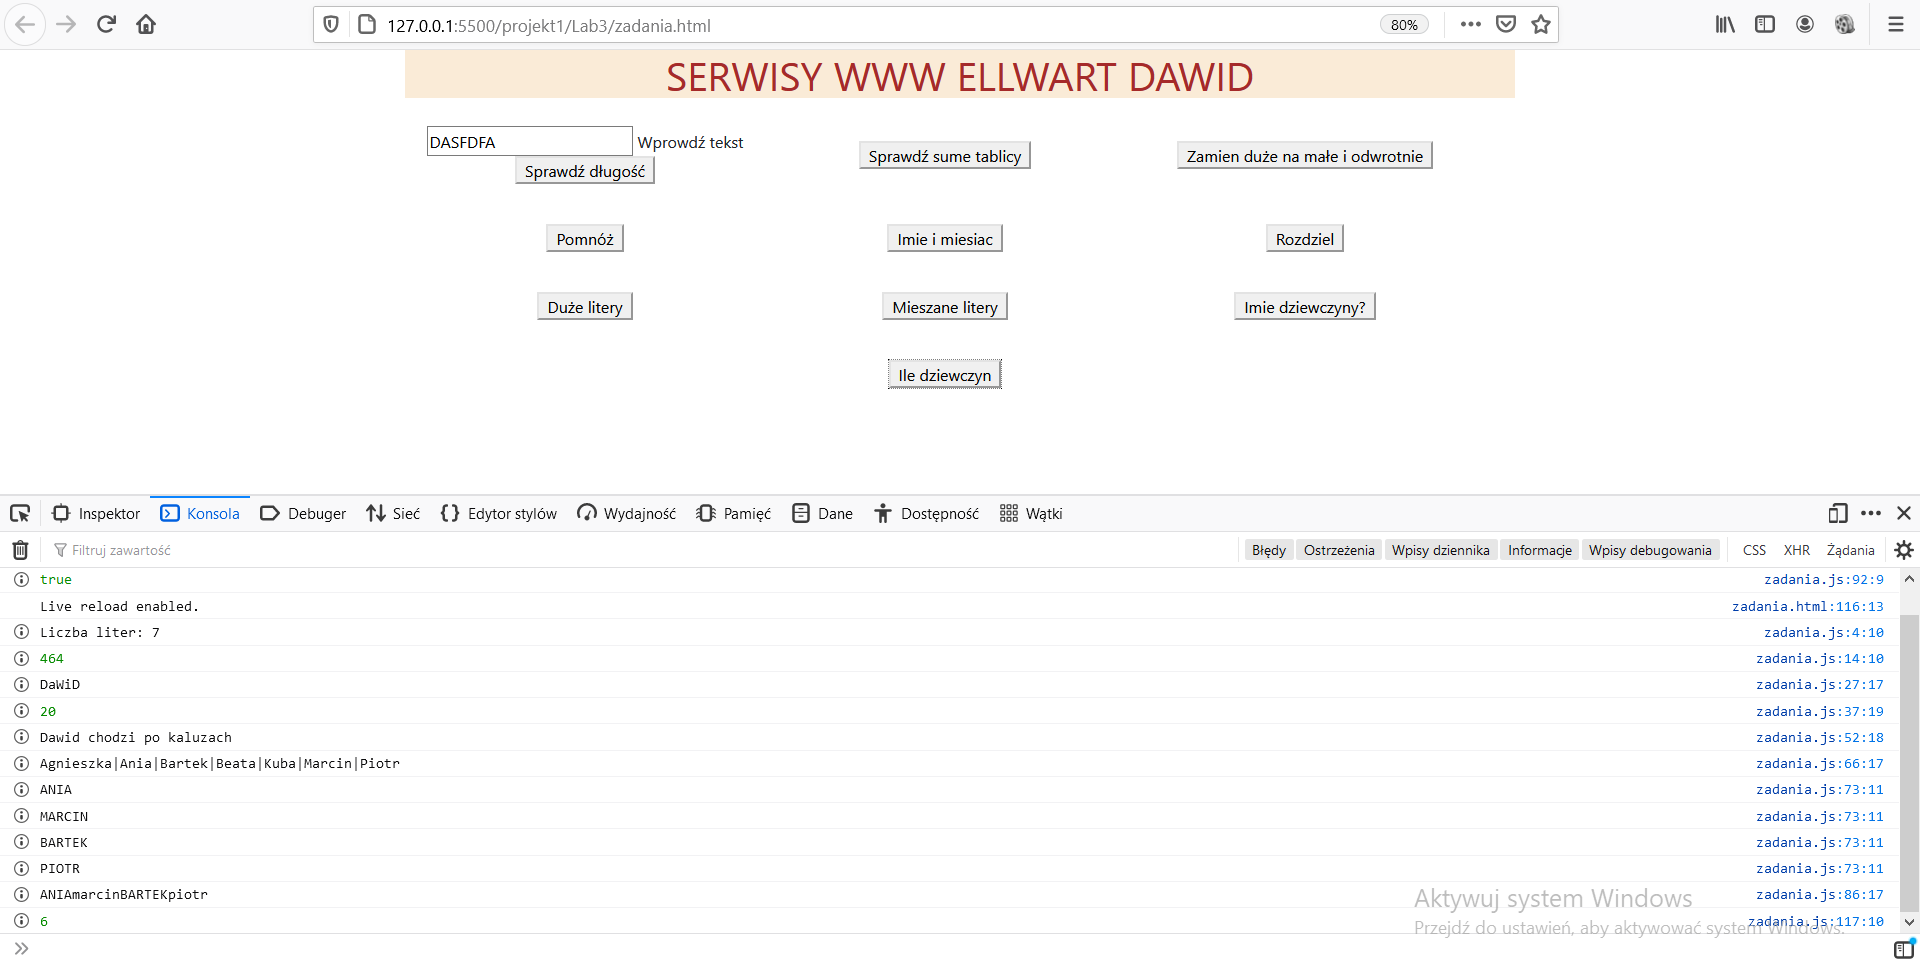 127.0.0.1:5500/projekt1/Lab3/zadania.html 80%
SERWISY WWW ELLWART DAWID
DASFDFA Wprowdź tekst
Sprawdź długość Sprawdź sume tablicy Zamien duże na małe i odwrotnie
Pomnóż Imie i miesiac Rozdziel
Duże litery Mieszane litery Imie dziewczyny?
Ile dziewczyn
Inspektor Konsola Debuger Sieć Edytor stylów Wydajność Pamięć Dane Dostępność Wątki
Filtruj zawartość Błędy Ostrzeżenia Wpisy dziennika Informacje Wpisy debugowania CSS XHR Żądania
true zadania.js:92:9
Live reload enabled. zadania.html:116:13
Liczba liter: 7 zadania.js:4:10
464 zadania.js:14:10
DaWiD zadania.js:27:17
20 zadania.js:37:19
Dawid chodzi po kaluzach zadania.js:52:18
Agnieszka|Ania|Bartek|Beata|Kuba|Marcin|Piotr zadania.js:66:17
ANIA zadania.js:73:11
MARCIN zadania.js:73:11
BARTEK zadania.js:73:11
PIOTR zadania.js:73:11
ANIAmarcinBARTEKpiotr zadania.js:86:17
6 zadania.js:117:10
Aktywuj system Windows
Przejdź do ustawień, aby aktywować system Windows.